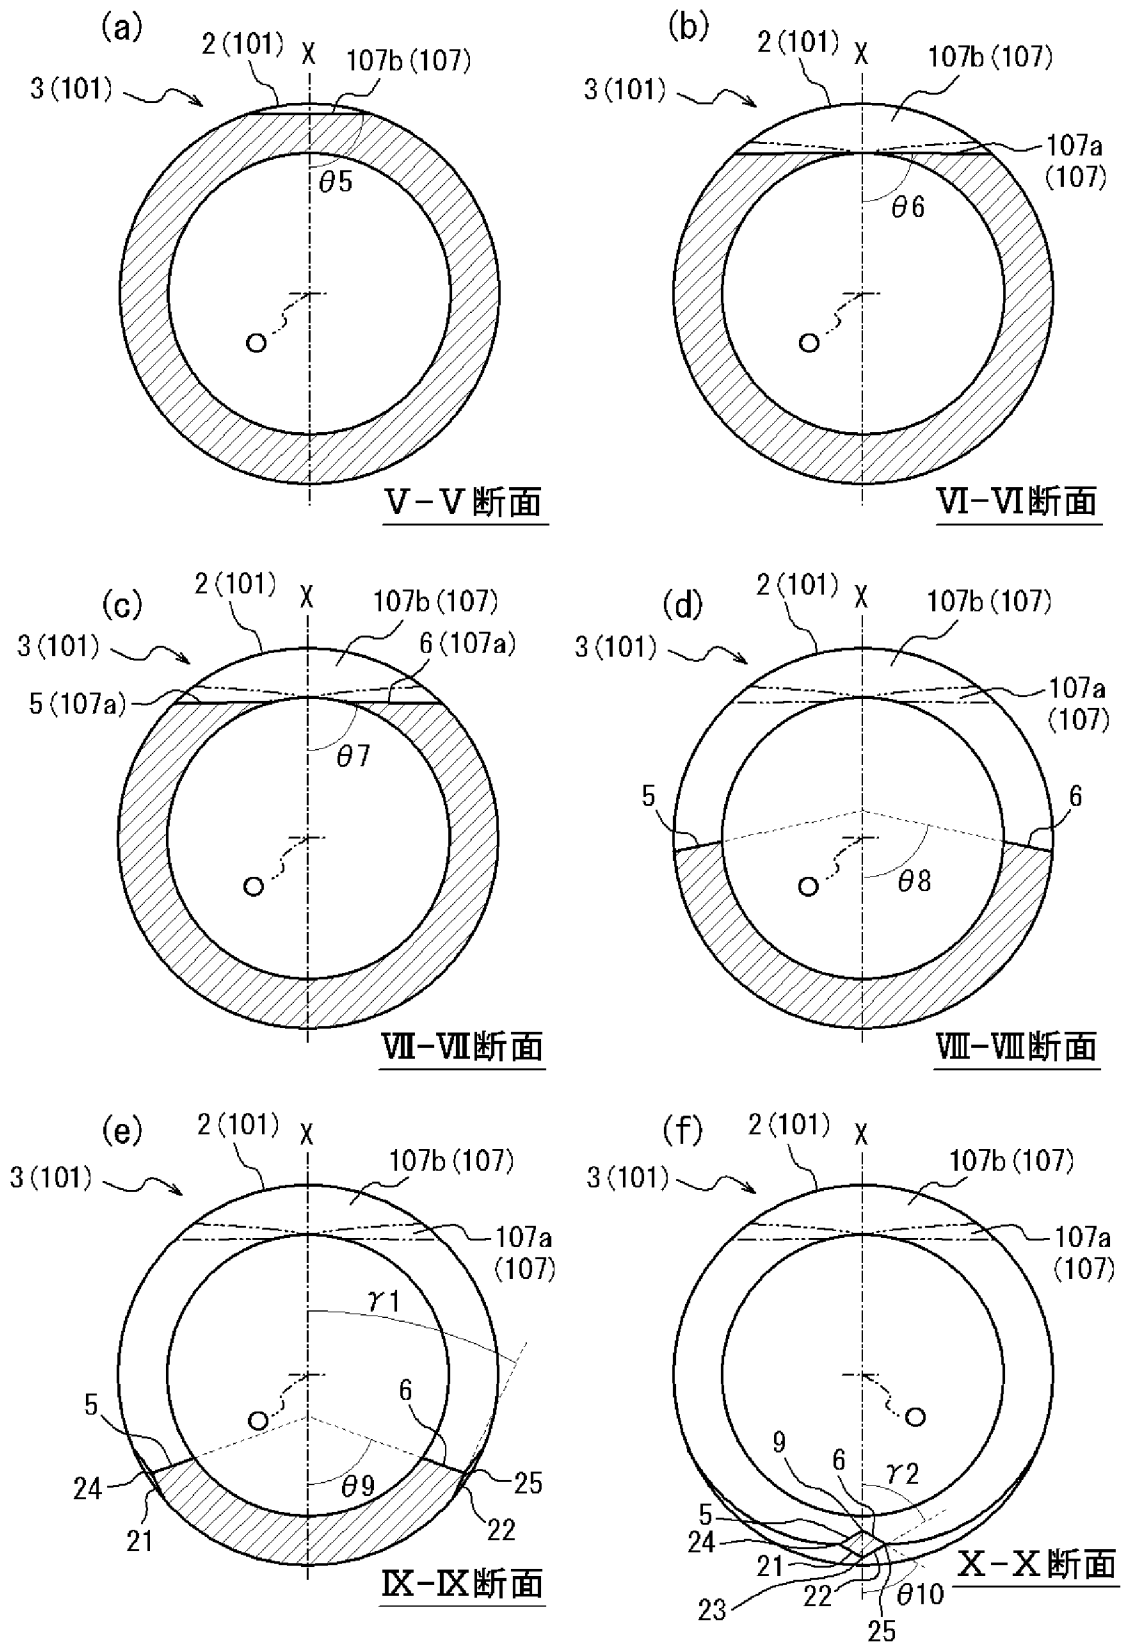 (a)
2(101)
X
107b(107)
3(101)
θ5
O
Ⅴ-Ⅴ断面
(b)
2(101)
X
107b(107)
3(101)
107a
(107)
θ6
O
Ⅵ-Ⅵ断面
(c)
2(101)
X
107b(107)
3(101)
6(107a)
5(107a)
θ7
O
Ⅶ-Ⅶ断面
(d)
2(101)
X
107b(107)
3(101)
107a
(107)
5
6
θ8
O
Ⅷ-Ⅷ断面
(e)
2(101)
X
107b(107)
3(101)
107a
(107)
γ1
5
6
O
24
θ9
25
21
22
Ⅸ-Ⅸ断面
(f)
2(101)
X
107b(107)
3(101)
107a
(107)
O
9
6
γ2
5
24
21
23
22
25
θ10
Ⅹ-Ⅹ断面